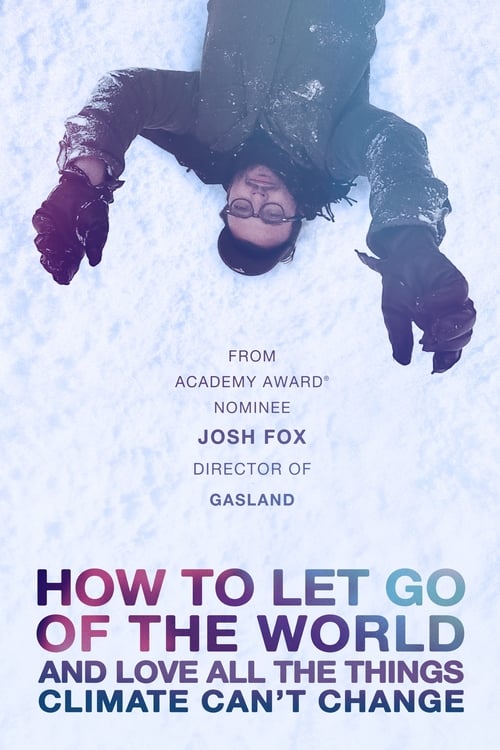 FROM
ACADEMY AWARD®
NOMINEE
JOSH FOX
DIRECTOR OF
GASLAND
HOW TO LET GO
OF THE WORLD
AND LOVE ALL THE THINGS
CLIMATE CAN'T CHANGE